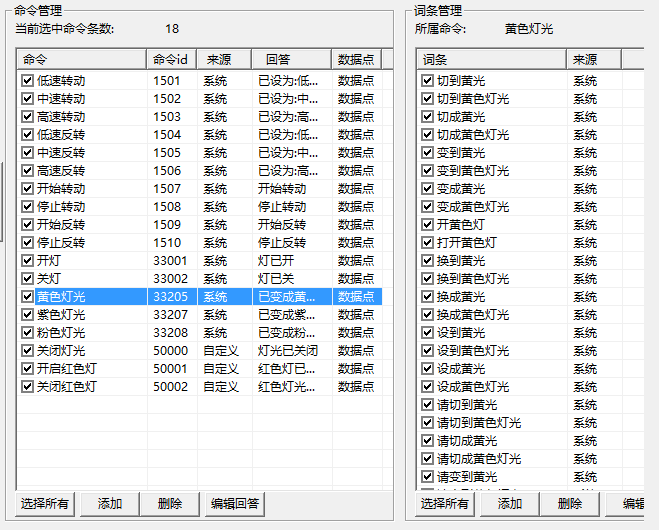 命令管理
当前选中命令条数: 18
命令 命令id 来源 回答 数据点
低速转动 1501 系统 已设为:低... 数据点
中速转动 1502 系统 已设为:中... 数据点
高速转动 1503 系统 已设为:高... 数据点
低速反转 1504 系统 已设为:低... 数据点
中速反转 1505 系统 已设为:中... 数据点
高速反转 1506 系统 已设为:高... 数据点
开始转动 1507 系统 开始转动 数据点
停止转动 1508 系统 停止转动 数据点
开始反转 1509 系统 开始反转 数据点
停止反转 1510 系统 停止反转 数据点
开灯 33001 系统 灯已开 数据点
关灯 33002 系统 灯已关 数据点
黄色灯光 33205 系统 已变成黄... 数据点
紫色灯光 33207 系统 已变成紫... 数据点
粉色灯光 33208 系统 已变成粉... 数据点
关闭灯光 50000 自定义 灯光已关闭 数据点
开启红色灯 50001 自定义 红色灯已... 数据点
关闭红色灯 50002 自定义 红色灯光... 数据点
选择所有 添加 删除 编辑回答
词条管理
所属命令: 黄色灯光
词条 来源
切到黄光 系统
切到黄色灯光 系统
切成黄光 系统
切成黄色灯光 系统
变到黄光 系统
变到黄色灯光 系统
变成黄光 系统
变成黄色灯光 系统
开黄色灯 系统
打开黄色灯 系统
换到黄光 系统
换到黄色灯光 系统
换成黄光 系统
换成黄色灯光 系统
设到黄光 系统
设到黄色灯光 系统
设成黄光 系统
设成黄色灯光 系统
请切到黄光 系统
请切到黄色灯光 系统
请切成黄光 系统
请切成黄色灯光 系统
请变到黄光 系统
选择所有 添加 删除 编辑